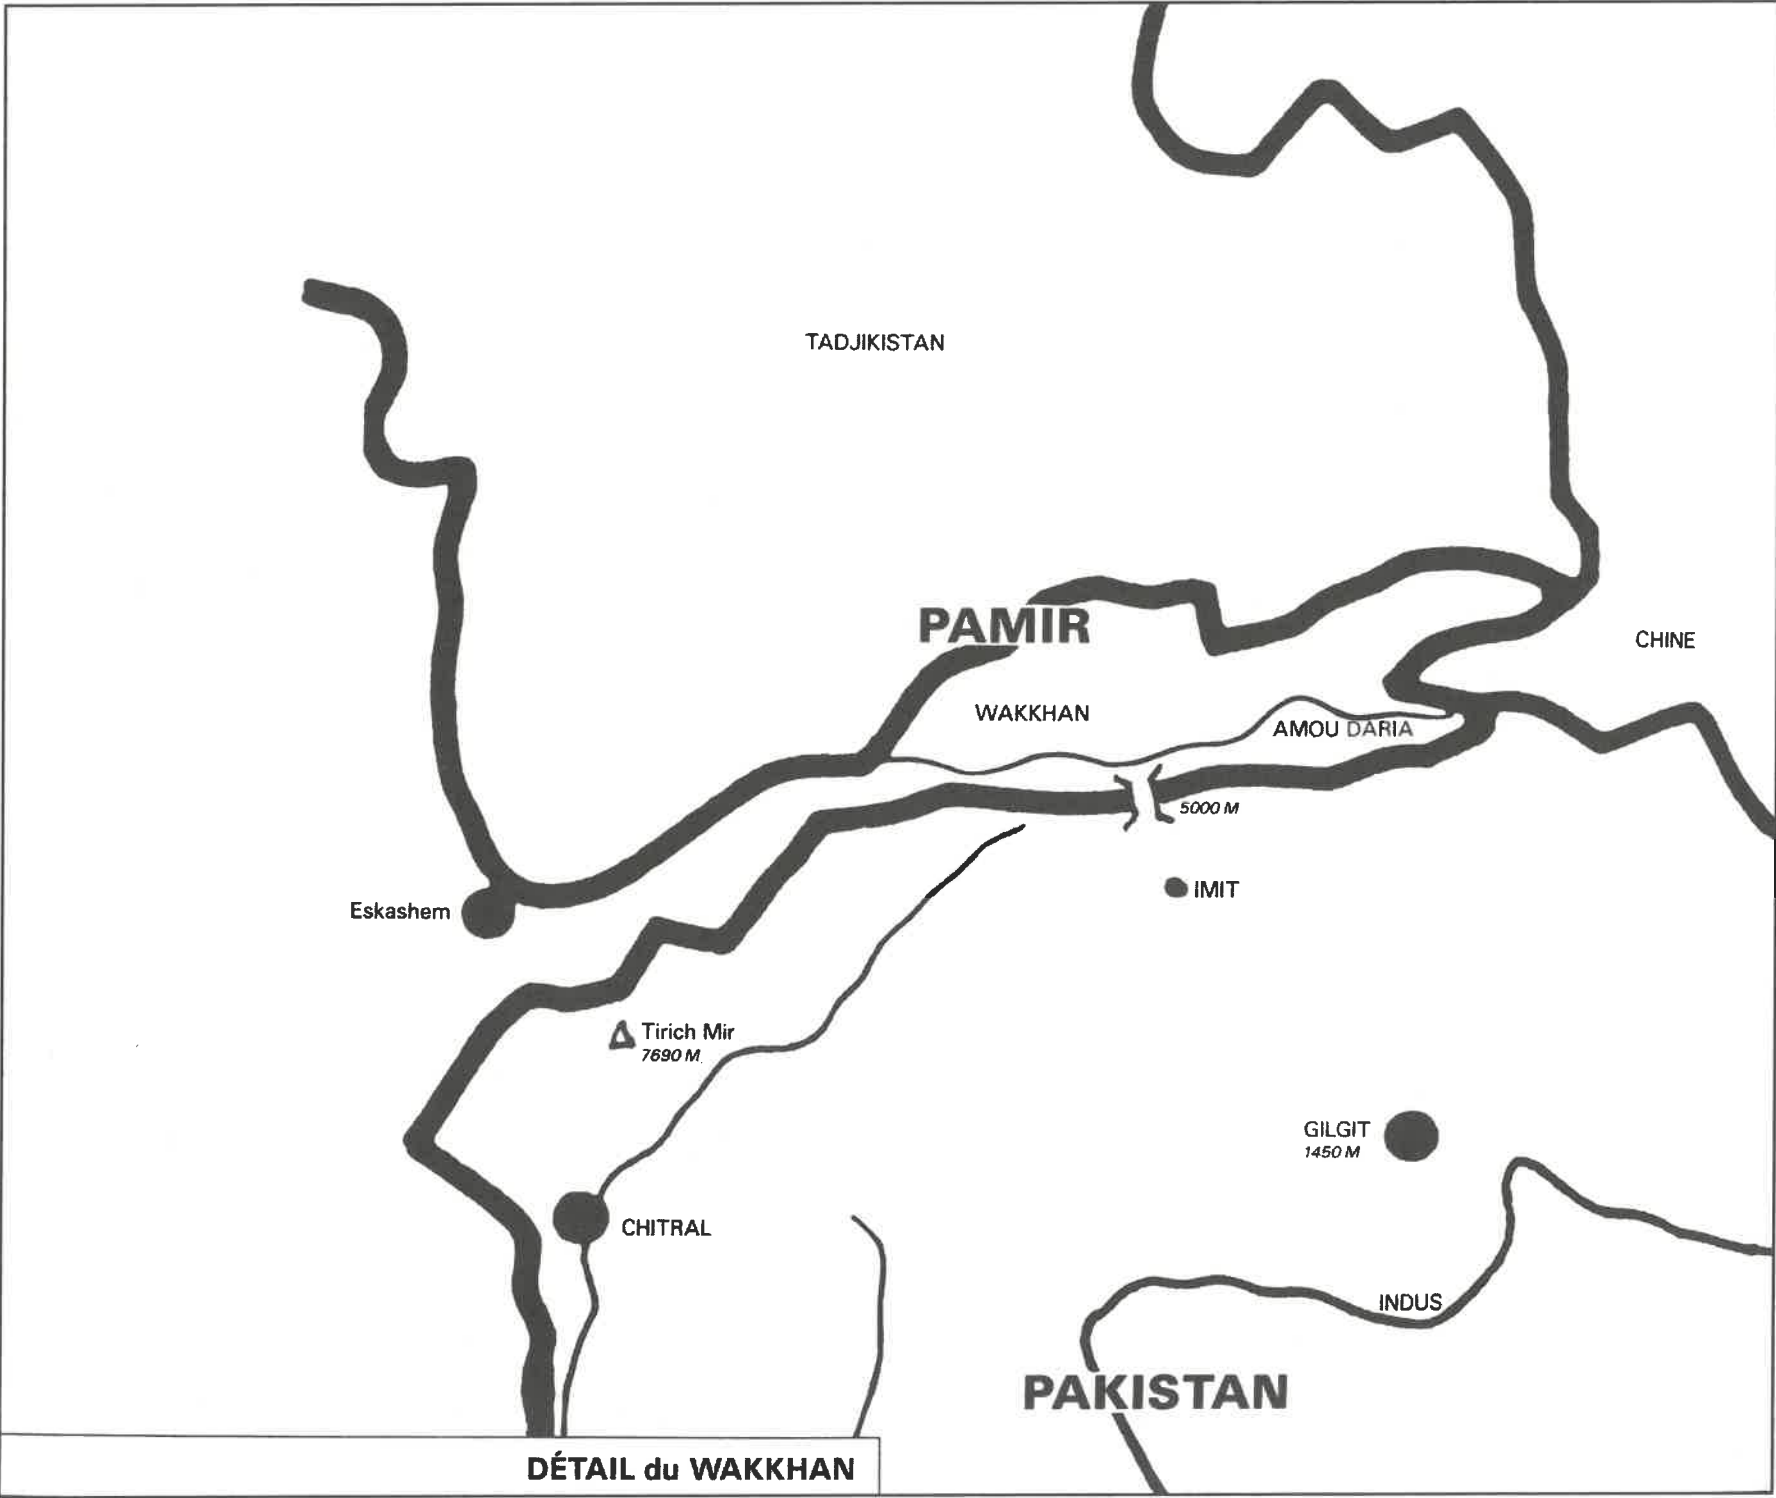 TADJIKISTAN
PAMIR
CHINE
WAKKHAN
AMOU DARIA
5000 M
IMIT
Eskashem
Tirich Mir
7690 M
GILGIT
1450 M
CHITRAL
INDUS
PAKISTAN
DÉTAIL du WAKKHAN